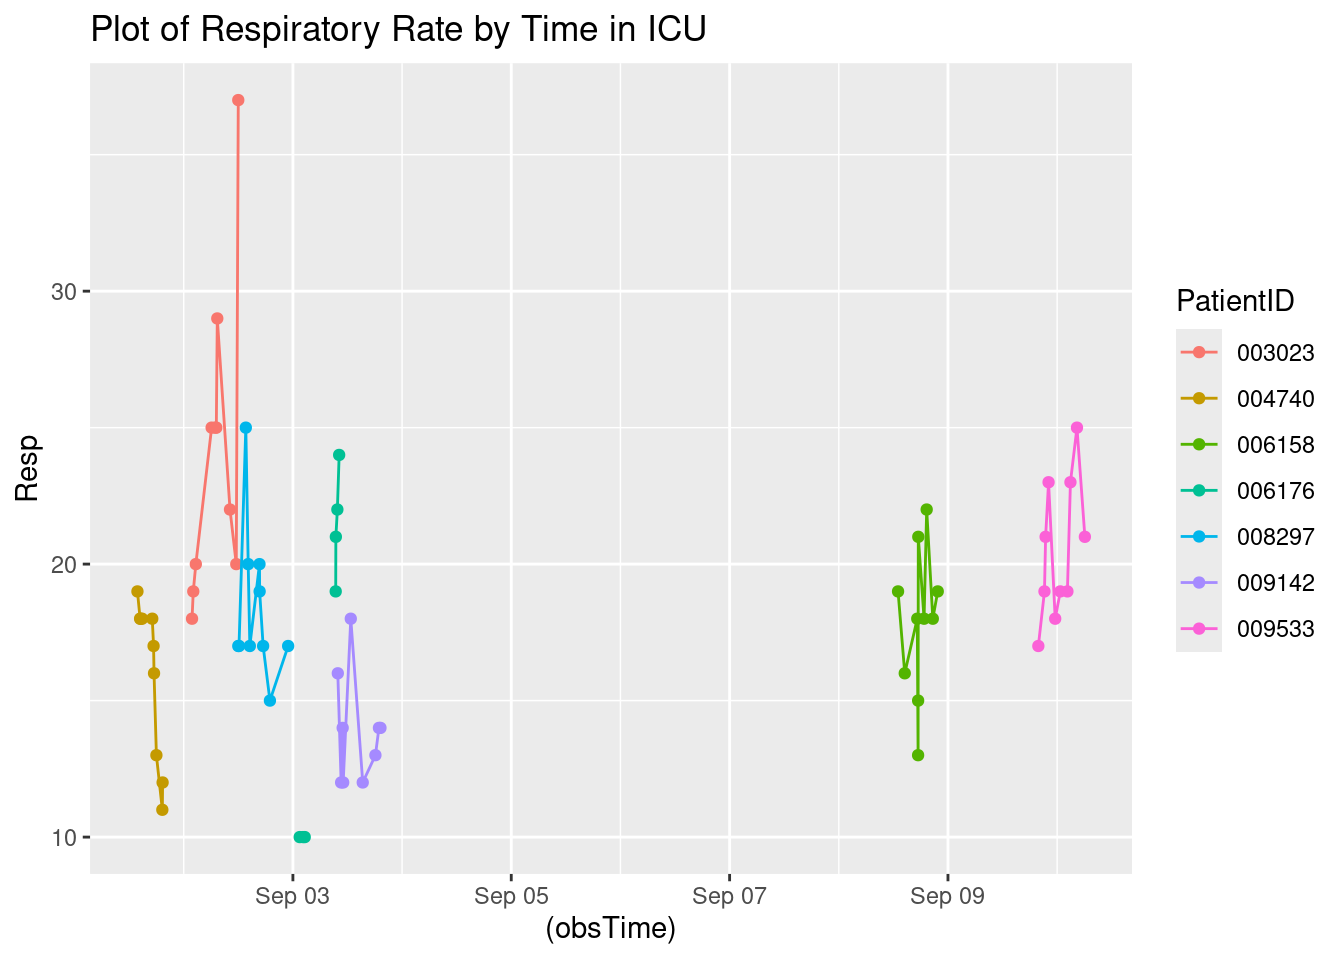 Plot of Respiratory Rate by Time in ICU
Resp
30
20
10
Sep 03
Sep 05
Sep 07
Sep 09
(obsTime)
PatientID
003023
004740
006158
006176
008297
009142
009533